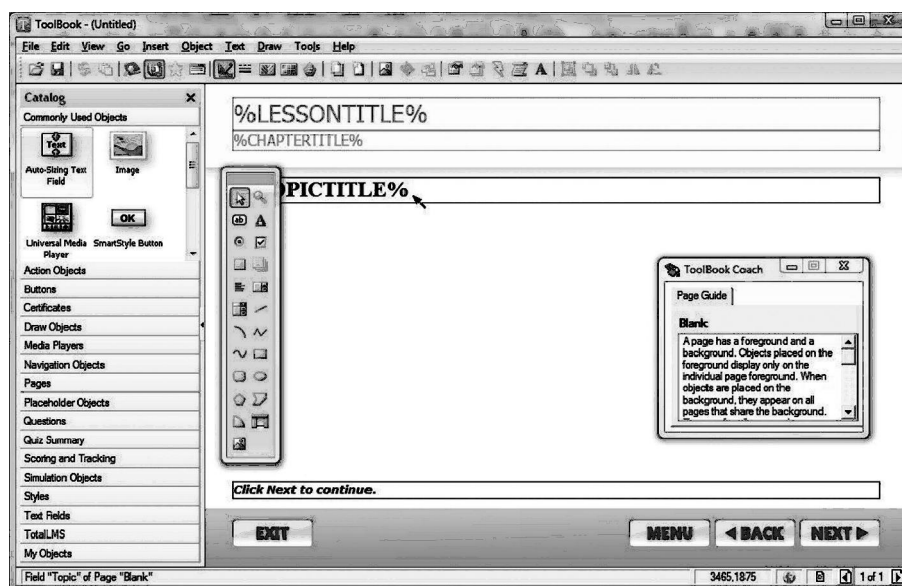 ToolBook - (Untitled)
File Edit View Go Insert Object Text Draw Tools Help
Catalog
Commonly Used Objects
Text
Auto-Sizing Text Field
Image
OK
Universal Media Player
SmartStyle Button
Action Objects
Buttons
Certificates
Draw Objects
Media Players
Navigation Objects
Pages
Placeholder Objects
Questions
Quiz Summary
Scoring and Tracking
Simulation Objects
Styles
Text Fields
TotalLMS
My Objects
%LESSONTITLE%
%CHAPTERTITLE%
OPICTITLE%
ToolBook Coach
Page Guide
Blank
A page has a foreground and a
background. Objects placed on the
foreground display only on the
individual page foreground. When
objects are placed on the
background, they appear on all
pages that share the background.
Click Next to continue.
EXIT
MENU
BACK
NEXT
Field "Topic" of Page "Blank"
3465,1875
1 of 1